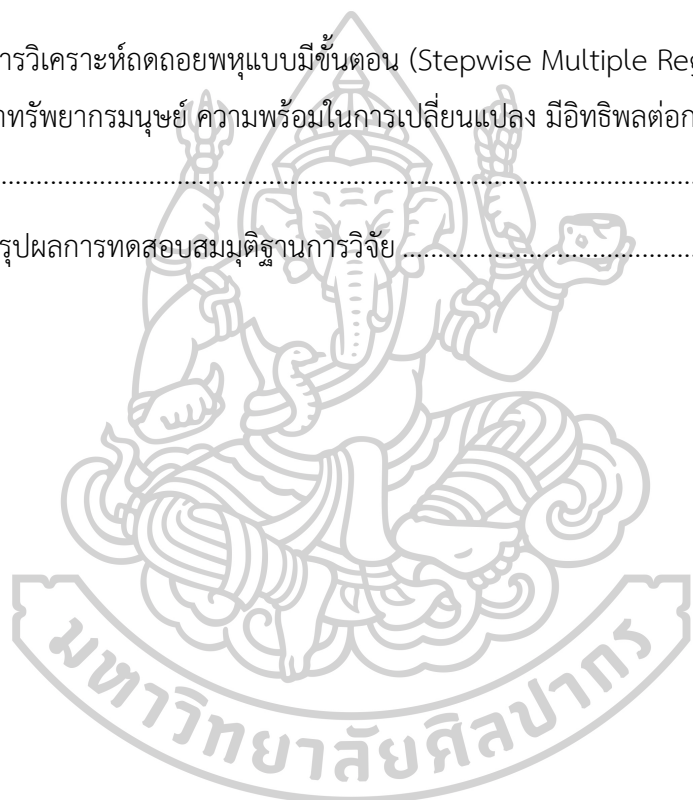 ารวิเคราะห์ถดถอยพหุแบบมีขั้นตอน (Stepwise Multiple Reg
าทรัพยากรมนุษย์ ความพร้อมในการเปลี่ยนแปลง มีอิทธิพลต่อก
................................................................................
รุปผลการทดสอบสมมุติฐานการวิจัย ................................
มหาวิทยาลัยศิลปากร